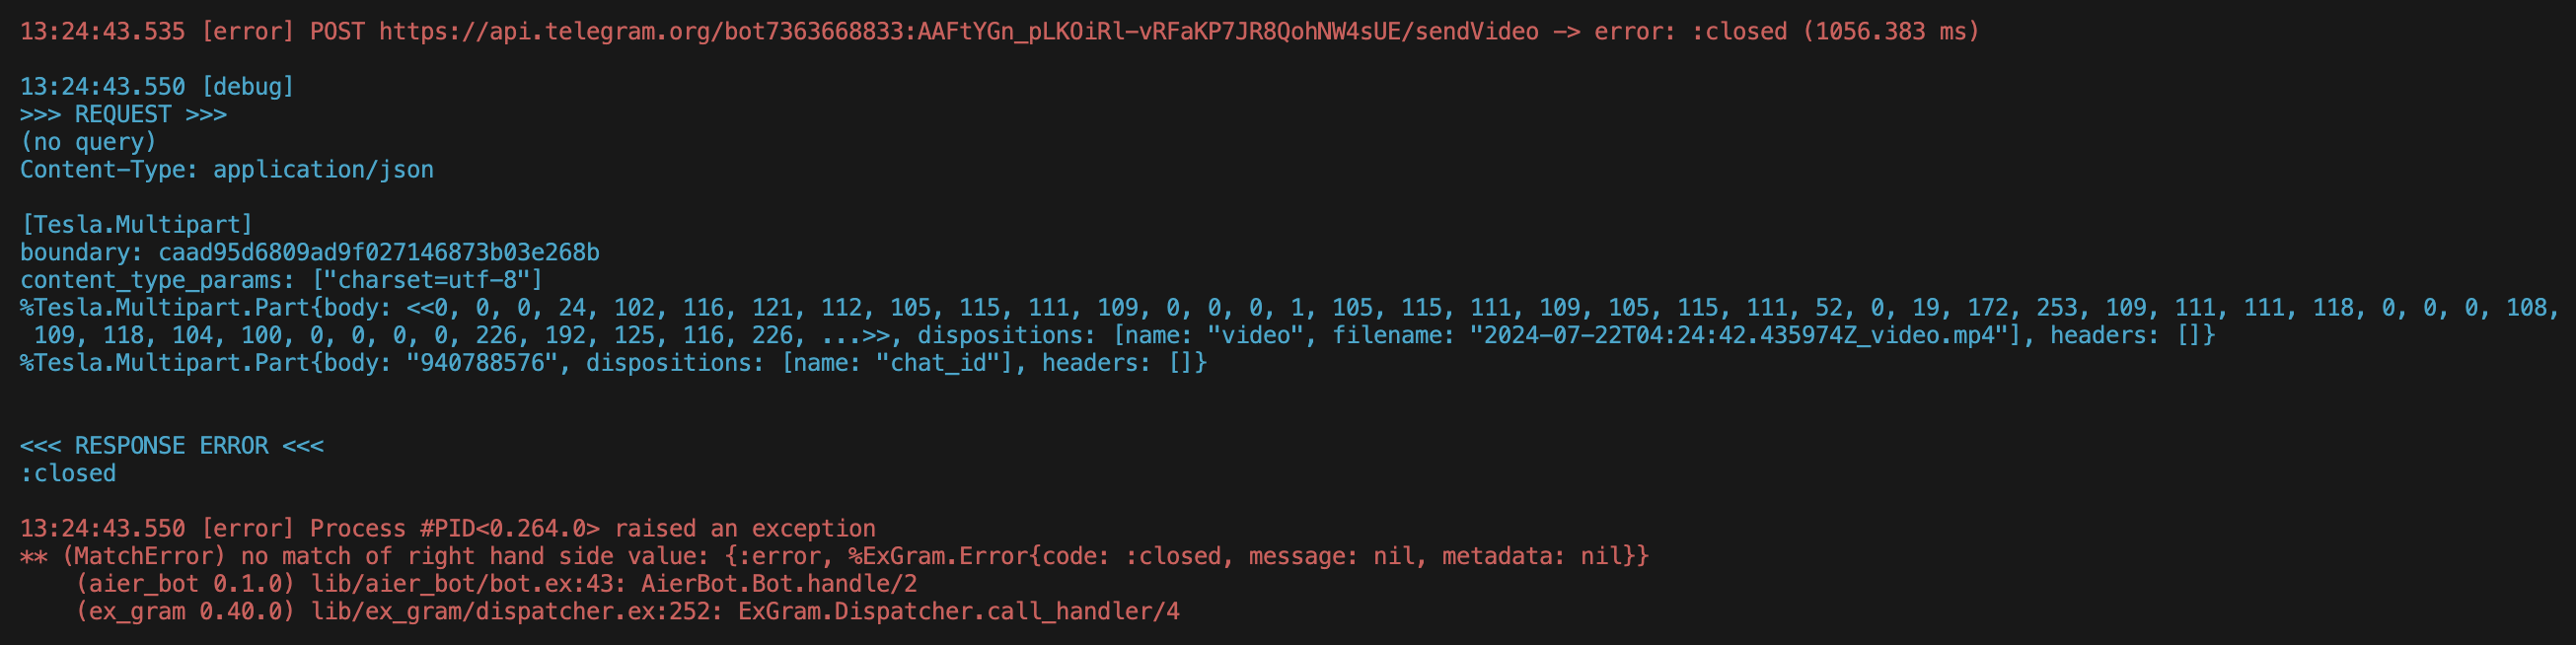 13:24:43.535 [error] POST https://api.telegram.org/bot7363668833:AAFtYGn_pLKOiRl-vRFaKP7JR8QohNW4sUE/sendVideo -> error: :closed (1056.383 ms)
13:24:43.550 [debug]
>>> REQUEST >>>
(no query)
Content-Type: application/json
[Tesla.Multipart]
boundary: caad95d6809ad9f027146873b03e268b
content_type_params: ["charset=utf-8"]
%Tesla.Multipart.Part{body: <<0, 0, 0, 24, 102, 116, 121, 112, 105, 115, 111, 109, 0, 0, 0, 1, 105, 115, 111, 109, 105, 115, 111, 52, 0, 19, 172, 253, 109, 111, 111, 118, 0, 0, 0, 108,
109, 118, 104, 100, 0, 0, 0, 0, 226, 192, 125, 116, 226, ...>>, dispositions: [name: "video", filename: "2024-07-22T04:24:42.435974Z_video.mp4"], headers: []}
%Tesla.Multipart.Part{body: "940788576", dispositions: [name: "chat_id"], headers: []}
<<< RESPONSE ERROR <<<
:closed
13:24:43.550 [error] Process #PID<0.264.0> raised an exception
** (MatchError) no match of right hand side value: {:error, %ExGram.Error{code: :closed, message: nil, metadata: nil}}
(aier_bot 0.1.0) lib/aier_bot/bot.ex:43: AierBot.Bot.handle/2
(ex_gram 0.40.0) lib/ex_gram/dispatcher.ex:252: ExGram.Dispatcher.call_handler/4